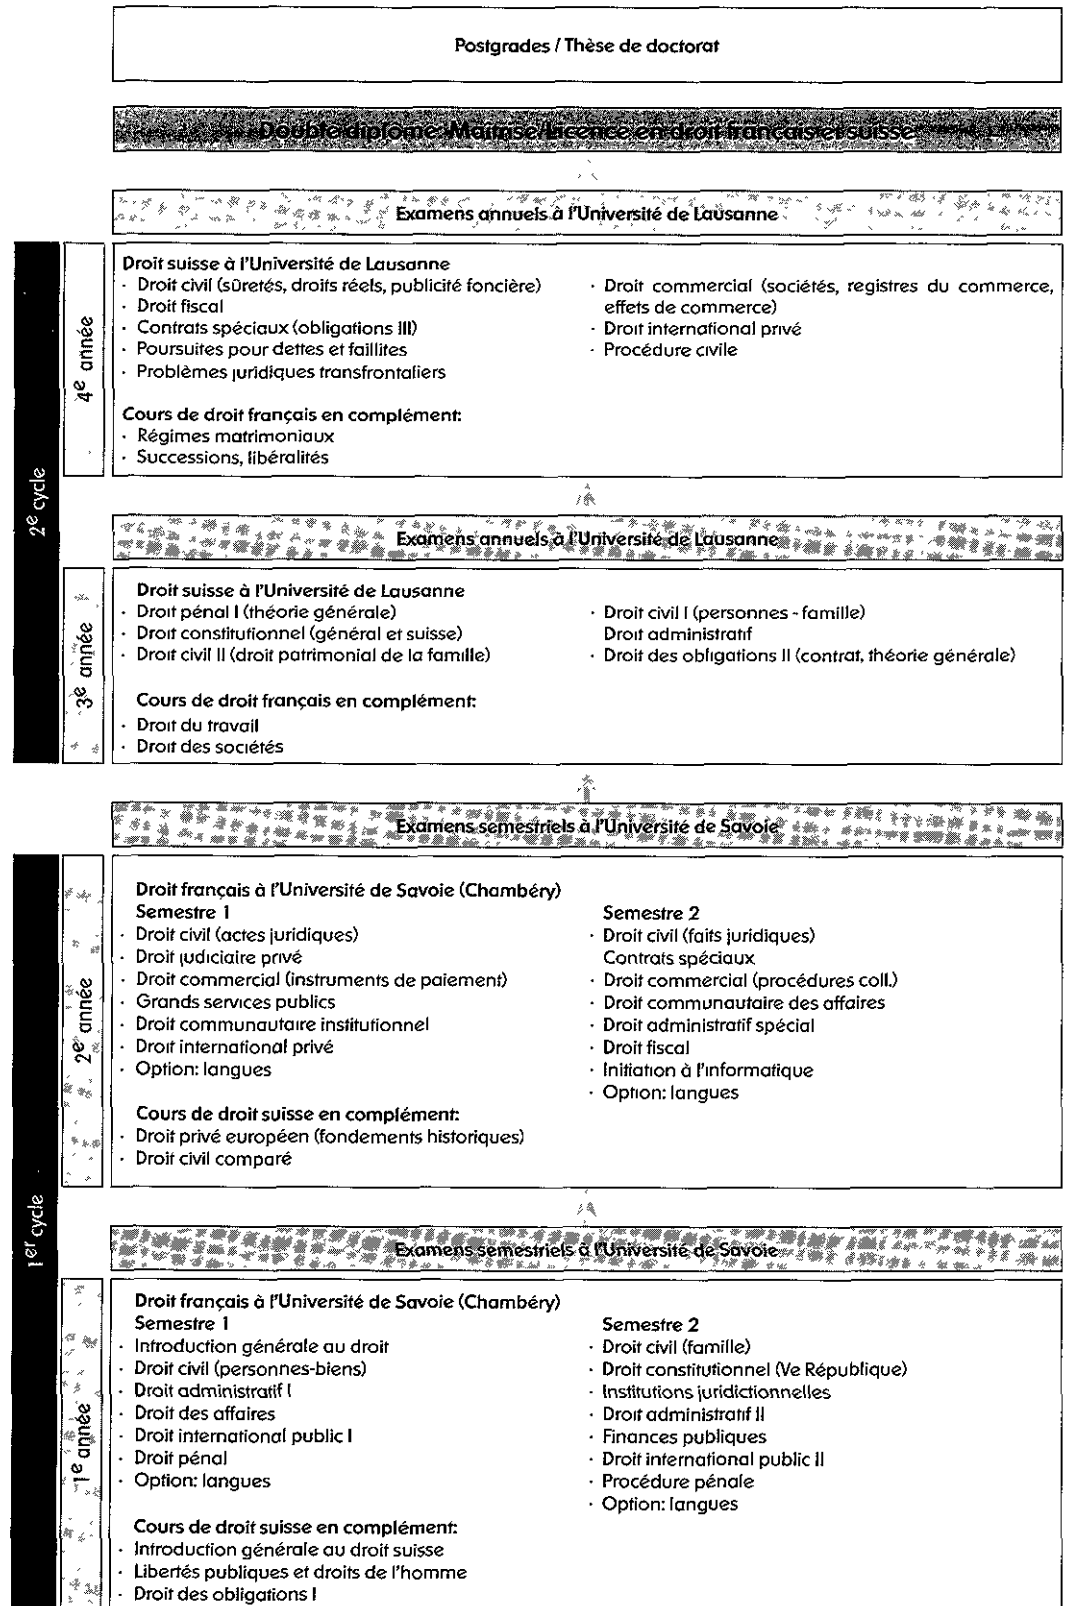 Postgrades / Thèse de doctorat
Double diplôme Maîtrise/Licence en droit français et suisse
Examens annuels à l'Université de Lausanne
2e cycle
4e année
Droit suisse à l'Université de Lausanne
· Droit civil (sûretés, droits réels, publicité foncière)
· Droit fiscal
· Contrats spéciaux (obligations III)
· Poursuites pour dettes et faillites
· Problèmes juridiques transfrontaliers
· Droit commercial (sociétés, registres du commerce,
effets de commerce)
· Droit international privé
· Procédure civile
Cours de droit français en complément:
· Régimes matrimoniaux
· Successions, libéralités
Examens annuels à l'Université de Lausanne
3e année
Droit suisse à l'Université de Lausanne
· Droit pénal I (théorie générale)
· Droit constitutionnel (général et suisse)
· Droit civil II (droit patrimonial de la famille)
· Droit civil I (personnes - famille)
Droit administratif
· Droit des obligations II (contrat, théorie générale)
Cours de droit français en complément:
· Droit du travail
· Droit des sociétés
Examens semestriels à l'Université de Savoie
1er cycle
2e année
Droit français à l'Université de Savoie (Chambéry)
Semestre 1
· Droit civil (actes juridiques)
· Droit judiciaire privé
· Droit commercial (instruments de paiement)
· Grands services publics
· Droit communautaire institutionnel
· Droit international privé
· Option: langues
Semestre 2
· Droit civil (faits juridiques)
Contrats spéciaux
· Droit commercial (procédures coll.)
· Droit communautaire des affaires
· Droit administratif spécial
· Droit fiscal
· Initiation à l'informatique
· Option: langues
Cours de droit suisse en complément:
· Droit privé européen (fondements historiques)
· Droit civil comparé
Examens semestriels à l'Université de Savoie
1e année
Droit français à l'Université de Savoie (Chambéry)
Semestre 1
· Introduction générale au droit
· Droit civil (personnes-biens)
· Droit administratif I
· Droit des affaires
· Droit international public I
· Droit pénal
· Option: langues
Semestre 2
· Droit civil (famille)
· Droit constitutionnel (Ve République)
· Institutions juridictionnelles
· Droit administratif II
· Finances publiques
· Droit international public II
· Procédure pénale
· Option: langues
Cours de droit suisse en complément:
· Introduction générale au droit suisse
· Libertés publiques et droits de l'homme
· Droit des obligations I